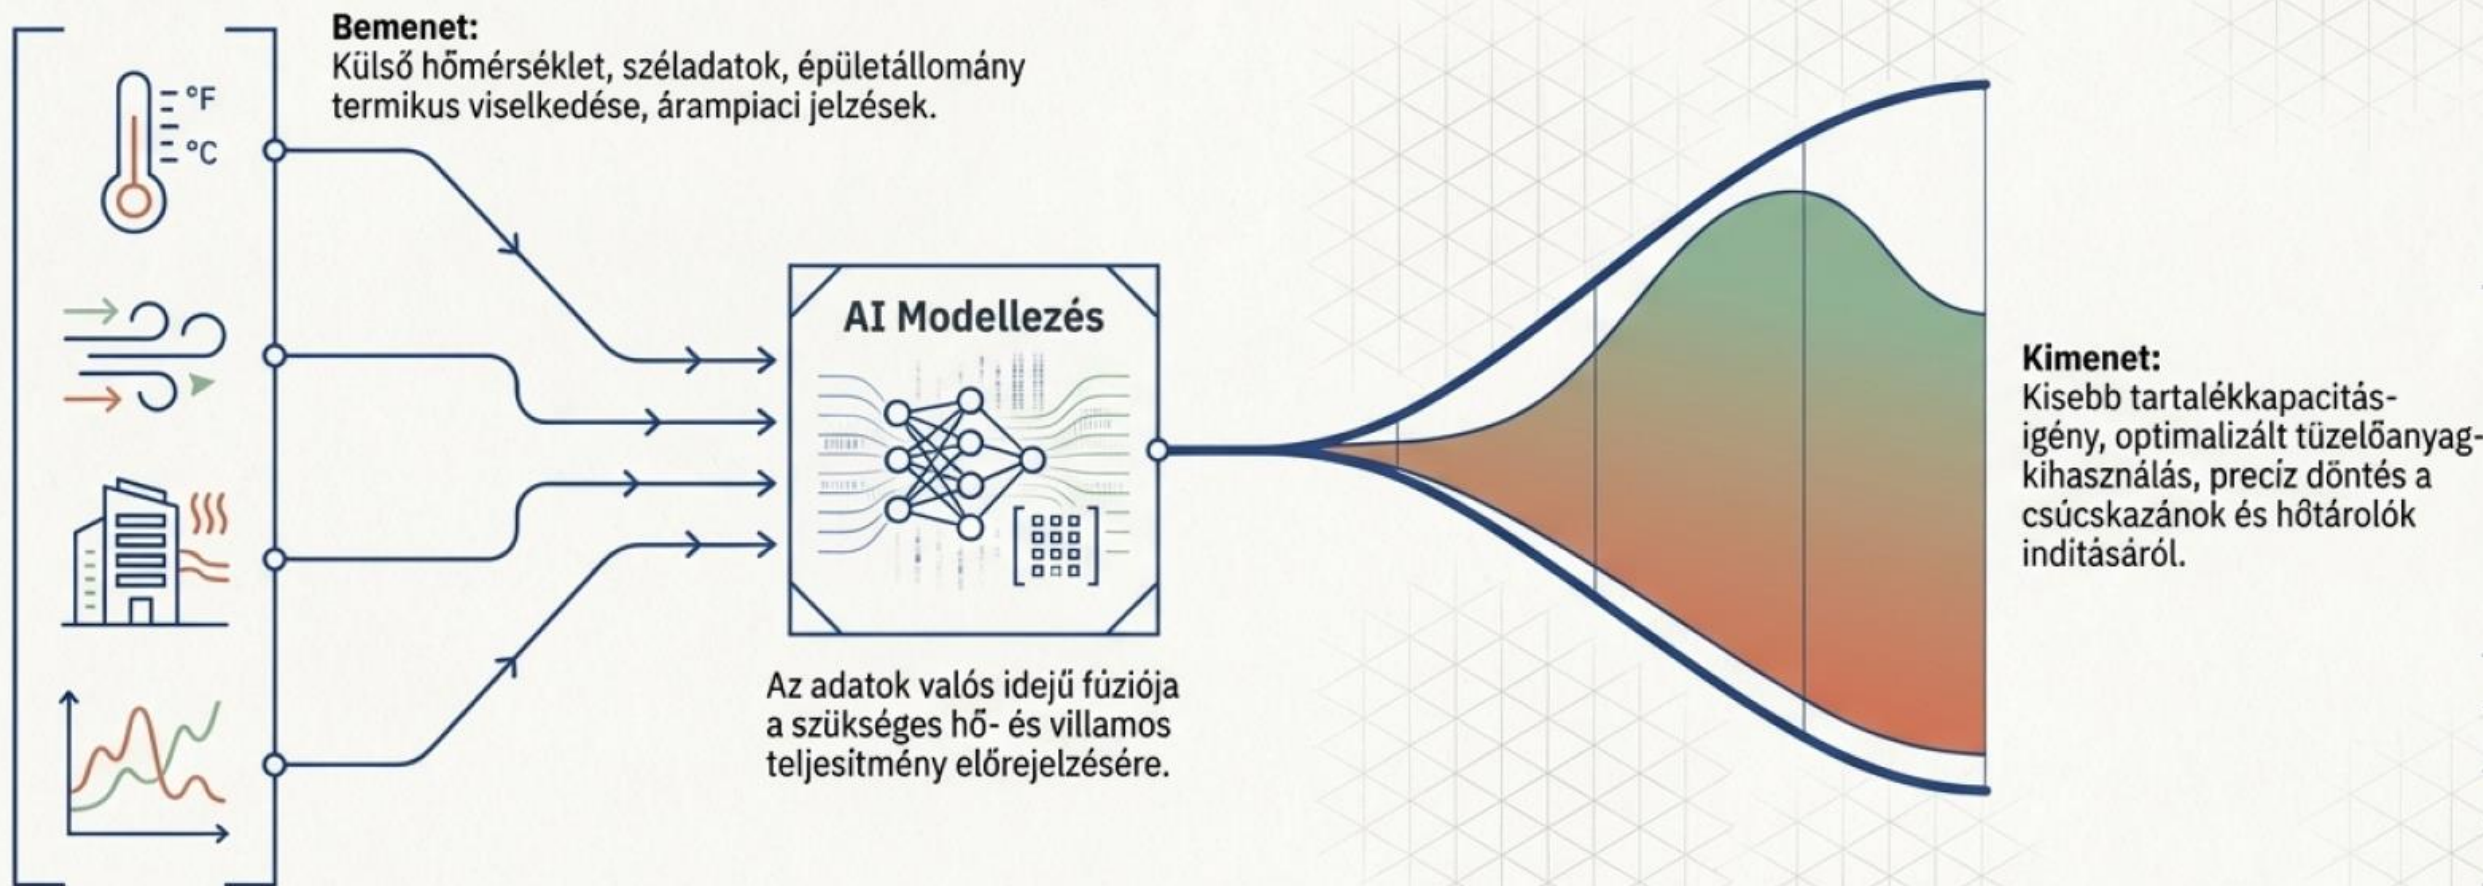 Bemenet:
Külső hőmérséklet, széladatok, épületállomány
termikus viselkedése, árampiaci jelzések.
°F
°C
AI Modellezés
Az adatok valós idejű fúziója
a szükséges hő- és villamos
teljesitmény előrejelzésére.
Kimenet:
Kisebb tartalékkapacitás-
igény, optimalizált tüzelőanyag-
kihasználás, preciz döntés a
csúcskazánok és hőtárolók
inditásáról.